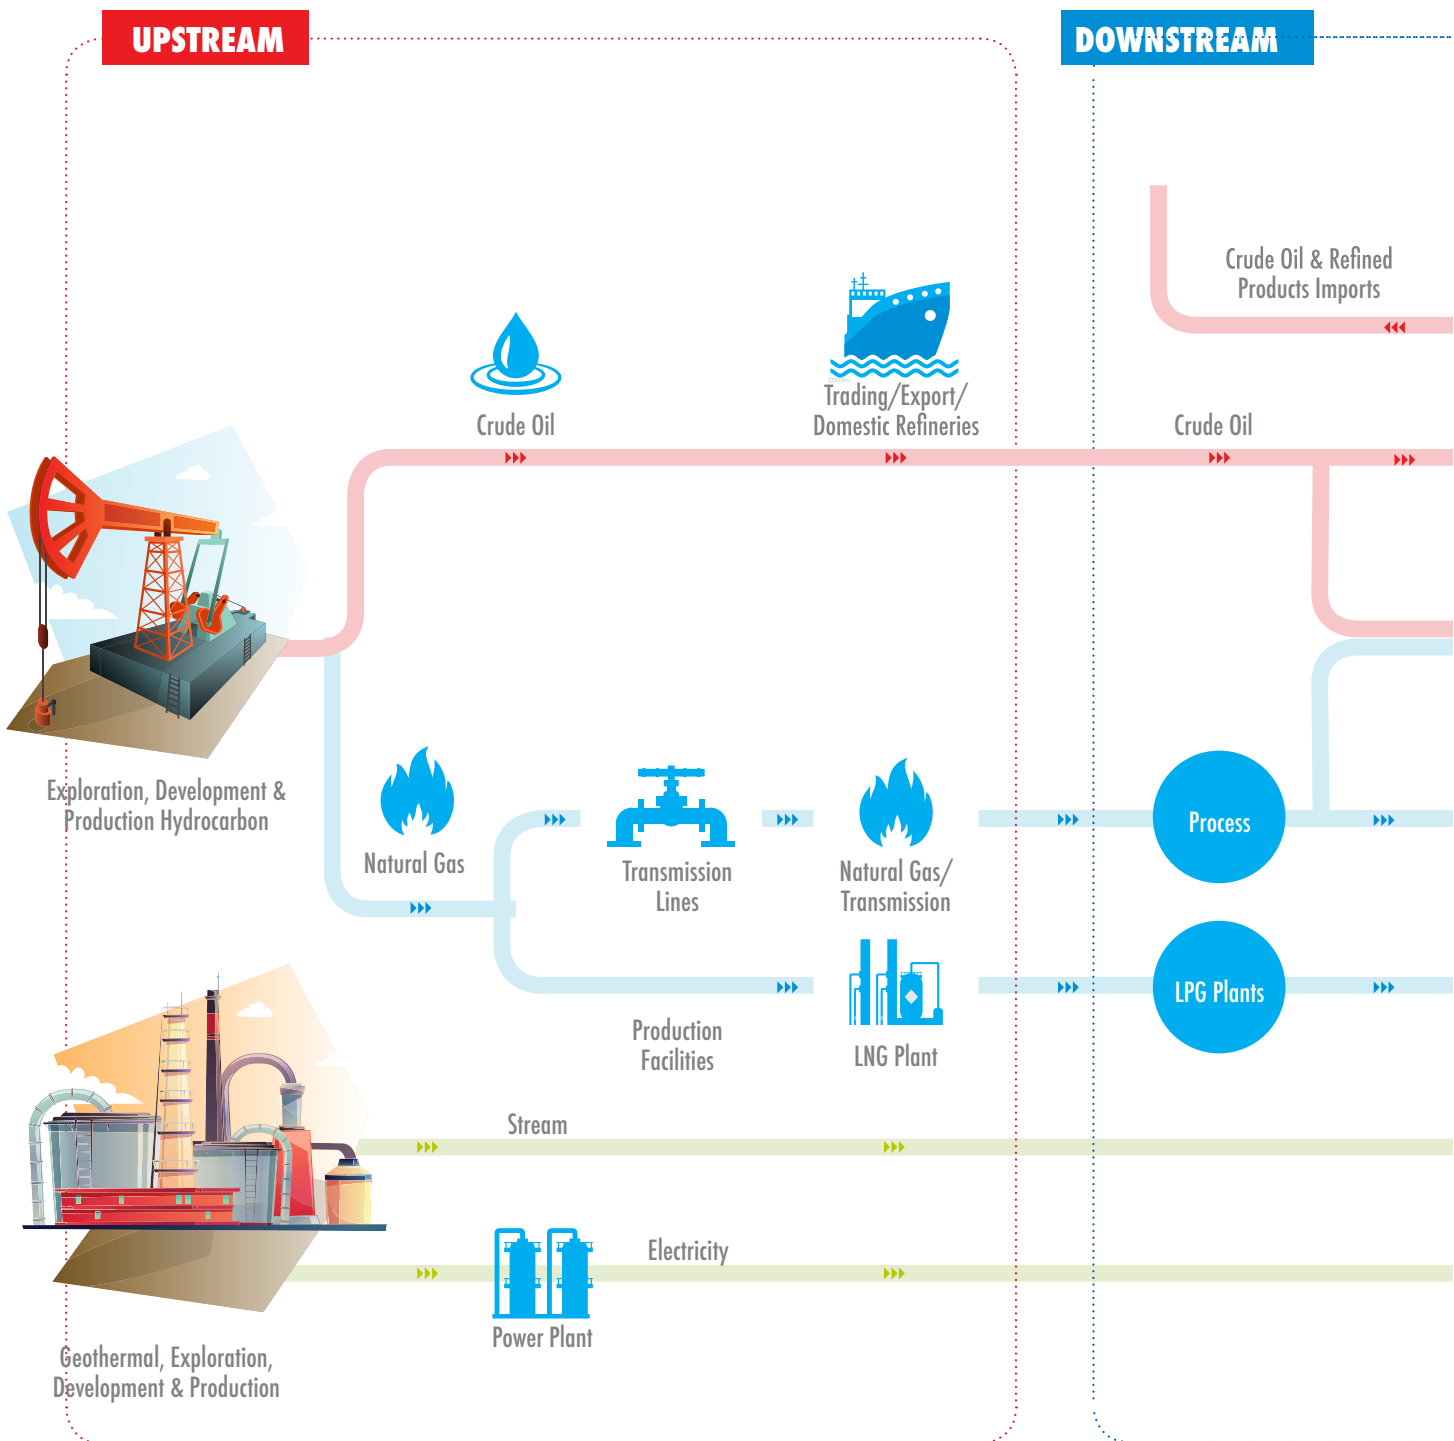 UPSTREAM
DOWNSTREAM
Crude Oil & Refined
Products Imports
Crude Oil
Trading/Export/
Domestic Refineries
Crude Oil
Exploration, Development &
Production Hydrocarbon
Natural Gas
Transmission
Lines
Natural Gas/
Transmission
Process
Production
Facilities
LNG Plant
LPG Plants
Stream
Electricity
Power Plant
Geothermal, Exploration,
Development & Production